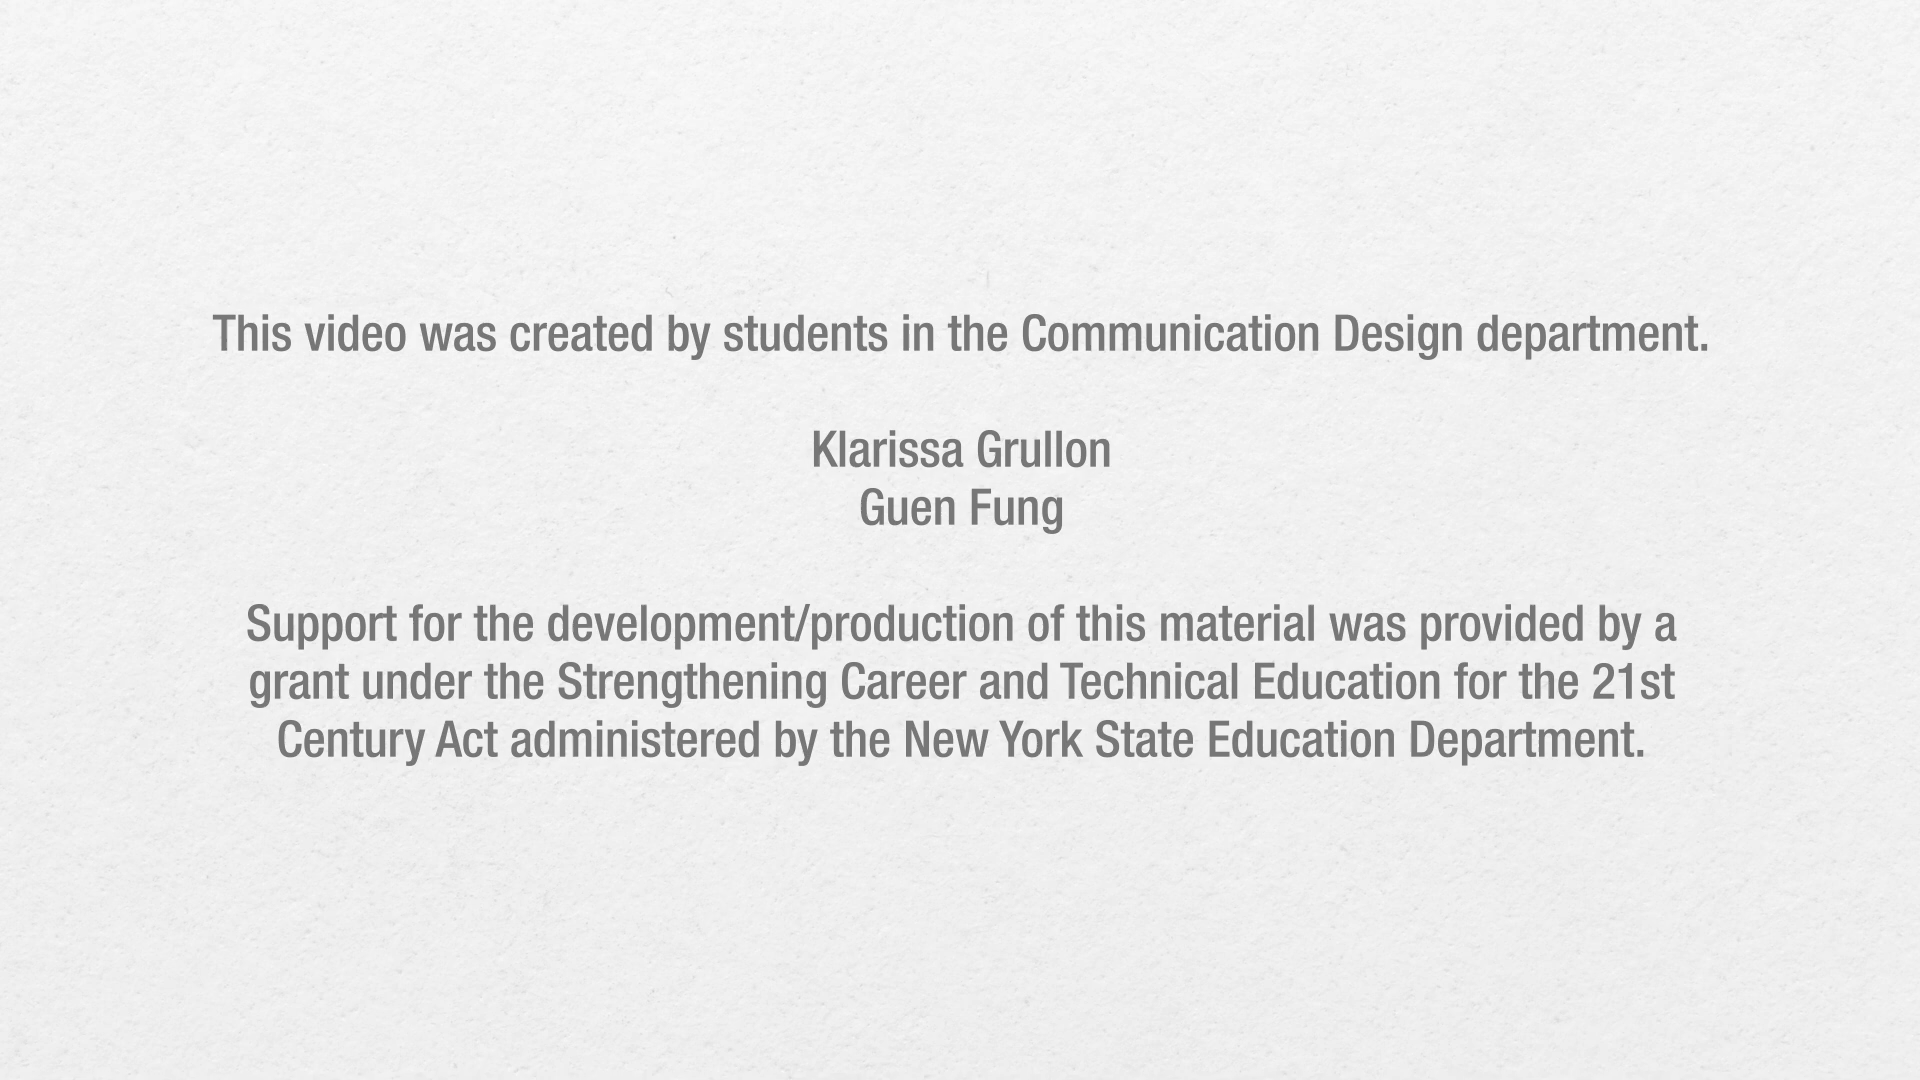 This video was created by students in the Communication Design department.
Klarissa Grullon
Guen Fung
Support for the development/production of this material was provided by a
grant under the Strengthening Career and Technical Education for the 21st
Century Act administered by the New York State Education Department.